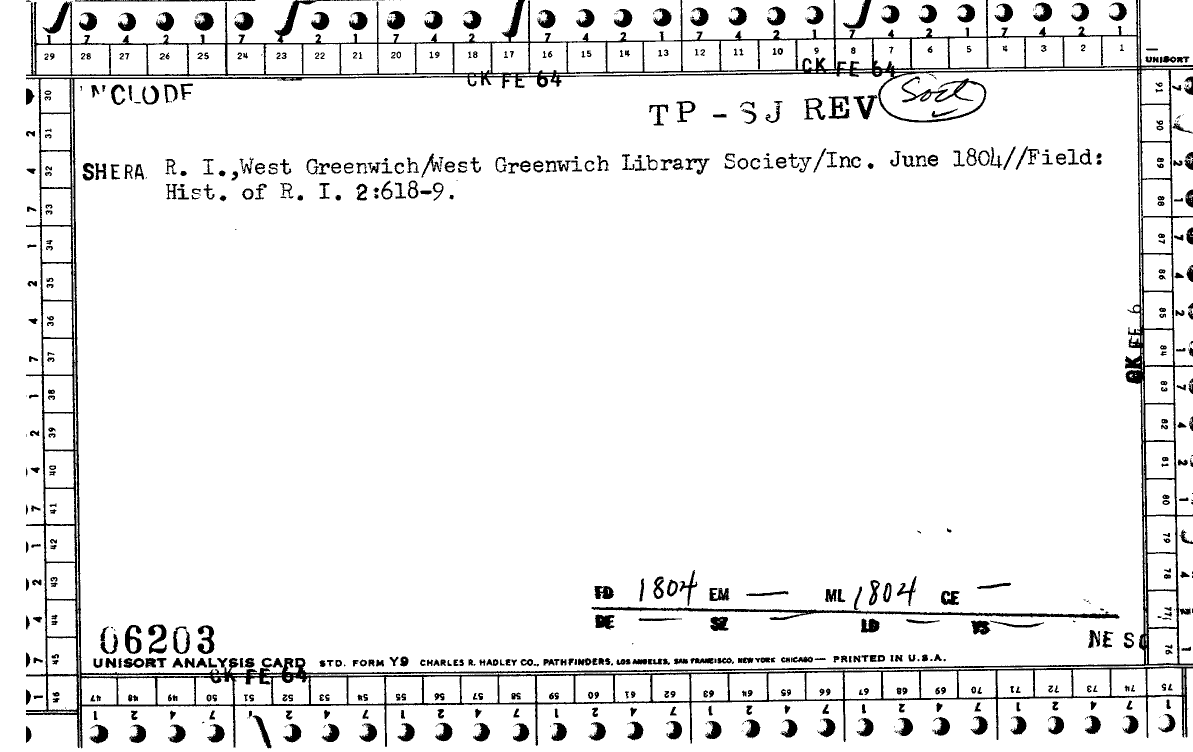 7 4 2 1 7 4 2 1 7 4 2 1 7 4 2 1 7 4 2 1 7 4 2 1 7 4 2 1
29 28 27 26 25 24 23 22 21 20 19 18 17 16 15 14 13 12 11 10 9 8 7 6 5 4 3 2 1
UNISORT
CK FE 64 CK FE 64
TP - SJ REV
SHERA R. I.,West Greenwich/West Greenwich Library Society/Inc. June 1804//Field:
Hist. of R. I. 2:618-9.
30 31 32 33 34 35 36 37 38 39 40 41 42 43 44 45 46
91 90 89 88 87 86 85 84 83 82 81 80 79 78 77 76
CK FE 6
FD 1804 EM — ML 1804 CE —
DE — SZ — LD — YS —
06203
NE SO
UNISORT ANALYSIS CARD STD. FORM Y9 CHARLES R. HADLEY CO., PATHFINDERS, LOS ANGELES, SAN FRANCISCO, NEW YORK CHICAGO — PRINTED IN U.S.A.
CK FE 64
47 48 49 50 51 52 53 54 55 56 57 58 59 60 61 62 63 64 65 66 67 68 69 70 71 72 73 74 75